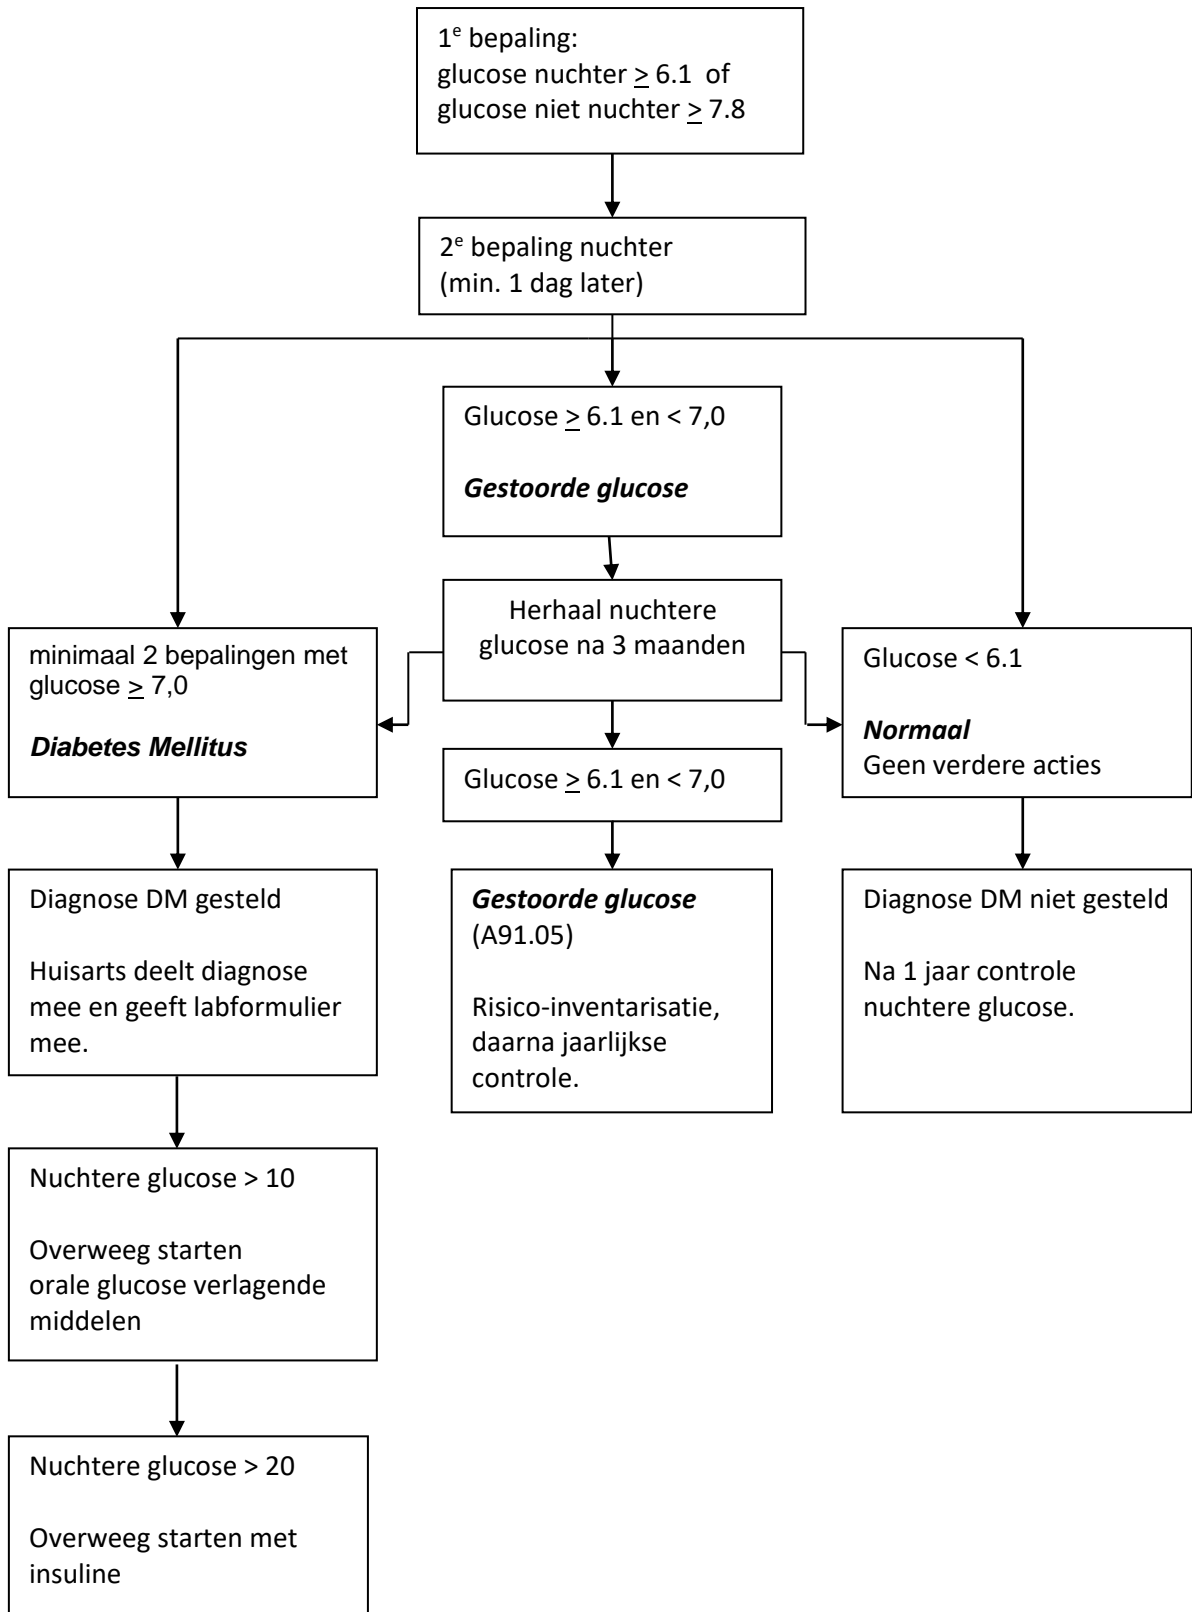 1e bepaling:
glucose nuchter ≥ 6.1 of
glucose niet nuchter ≥ 7.8
2e bepaling nuchter
(min. 1 dag later)
Glucose ≥ 6.1 en < 7,0
Gestoorde glucose
Herhaal nuchtere
glucose na 3 maanden
minimaal 2 bepalingen met
glucose ≥ 7,0
Diabetes Mellitus
Glucose < 6.1
Normaal
Geen verdere acties
Glucose ≥ 6.1 en < 7,0
Diagnose DM gesteld
Huisarts deelt diagnose
mee en geeft labformulier
mee.
Gestoorde glucose
(A91.05)
Risico-inventarisatie,
daarna jaarlijkse
controle.
Diagnose DM niet gesteld
Na 1 jaar controle
nuchtere glucose.
Nuchtere glucose > 10
Overweeg starten
orale glucose verlagende
middelen
Nuchtere glucose > 20
Overweeg starten met
insuline